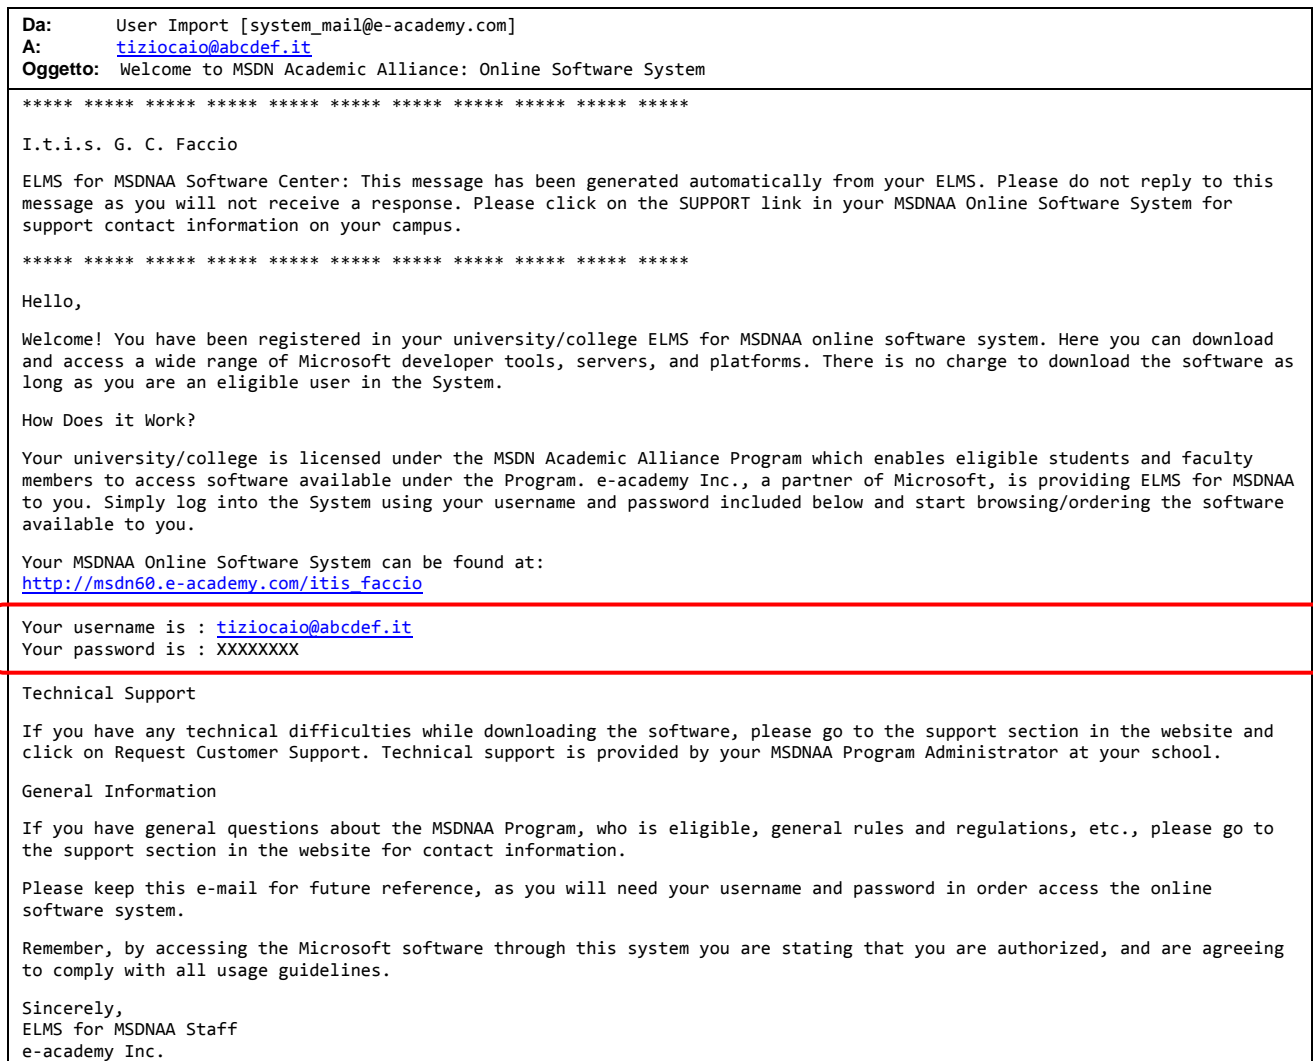 Da: User Import [system_mail@e-academy.com]
A: tiziocaio@abcdef.it
Oggetto: Welcome to MSDN Academic Alliance: Online Software System
***** ***** ***** ***** ***** ***** ***** ***** ***** ***** *****
I.t.i.s. G. C. Faccio
ELMS for MSDNAA Software Center: This message has been generated automatically from your ELMS. Please do not reply to this
message as you will not receive a response. Please click on the SUPPORT link in your MSDNAA Online Software System for
support contact information on your campus.
***** ***** ***** ***** ***** ***** ***** ***** ***** ***** *****
Hello,
Welcome! You have been registered in your university/college ELMS for MSDNAA online software system. Here you can download
and access a wide range of Microsoft developer tools, servers, and platforms. There is no charge to download the software as
long as you are an eligible user in the System.
How Does it Work?
Your university/college is licensed under the MSDN Academic Alliance Program which enables eligible students and faculty
members to access software available under the Program. e-academy Inc., a partner of Microsoft, is providing ELMS for MSDNAA
to you. Simply log into the System using your username and password included below and start browsing/ordering the software
available to you.
Your MSDNAA Online Software System can be found at:
http://msdn60.e-academy.com/itis_faccio
Your username is : tiziocaio@abcdef.it
Your password is : XXXXXXXX
Technical Support
If you have any technical difficulties while downloading the software, please go to the support section in the website and
click on Request Customer Support. Technical support is provided by your MSDNAA Program Administrator at your school.
General Information
If you have general questions about the MSDNAA Program, who is eligible, general rules and regulations, etc., please go to
the support section in the website for contact information.
Please keep this e-mail for future reference, as you will need your username and password in order access the online
software system.
Remember, by accessing the Microsoft software through this system you are stating that you are authorized, and are agreeing
to comply with all usage guidelines.
Sincerely,
ELMS for MSDNAA Staff
e-academy Inc.